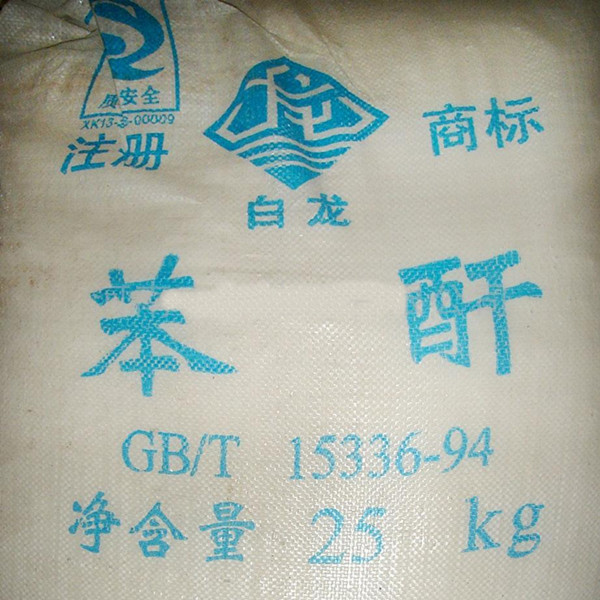 质安全
XK13-3-00009
注册
商标
白龙
苯酐
GB/T 15336-94
净含量 25 kg